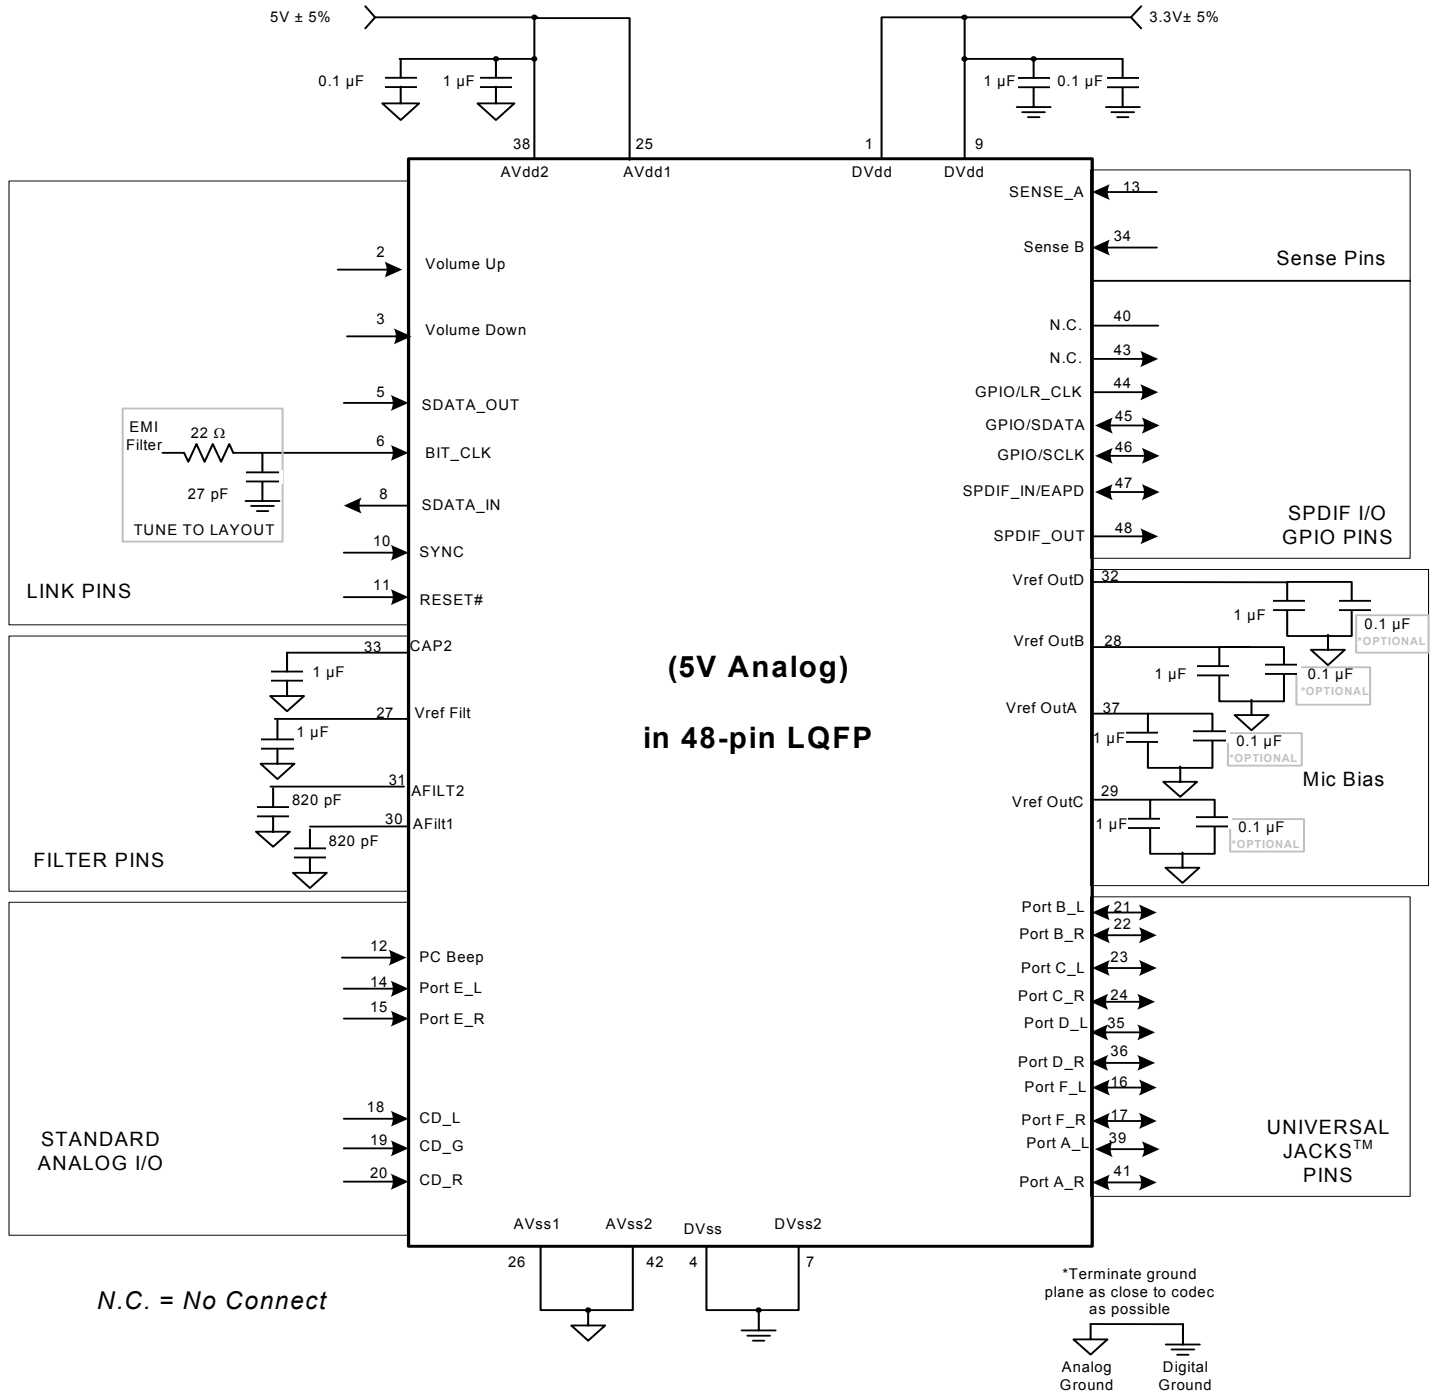 5V ± 5%
3.3V± 5%
0.1 µF
1 µF
1 µF
0.1 µF
38
25
1
9
AVdd2
AVdd1
DVdd
DVdd
2
Volume Up
3
Volume Down
5
SDATA_OUT
EMI
Filter
22 Ω
6
BIT_CLK
27 pF
TUNE TO LAYOUT
8
SDATA_IN
10
SYNC
11
RESET#
LINK PINS
33
CAP2
1 µF
27
Vref Filt
1 µF
31
AFILT2
820 pF
30
AFilt1
820 pF
FILTER PINS
12
PC Beep
14
Port E_L
15
Port E_R
18
CD_L
19
CD_G
20
CD_R
STANDARD
ANALOG I/O
(5V Analog)
in 48-pin LQFP
SENSE_A
13
Sense B
34
Sense Pins
N.C.
40
N.C.
43
GPIO/LR_CLK
44
GPIO/SDATA
45
GPIO/SCLK
46
SPDIF_IN/EAPD
47
SPDIF_OUT
48
SPDIF I/O
GPIO PINS
Vref OutD
32
1 µF
0.1 µF
*OPTIONAL
Vref OutB
28
1 µF
0.1 µF
*OPTIONAL
Vref OutA
37
1 µF
0.1 µF
*OPTIONAL
Mic Bias
Vref OutC
29
1 µF
0.1 µF
*OPTIONAL
Port B_L
21
Port B_R
22
Port C_L
23
Port C_R
24
Port D_L
35
Port D_R
36
Port F_L
16
Port F_R
17
Port A_L
39
Port A_R
41
UNIVERSAL
JACKS™
PINS
AVss1
AVss2
DVss
DVss2
26
42
4
7
N.C. = No Connect
*Terminate ground
plane as close to codec
as possible
Analog
Ground
Digital
Ground